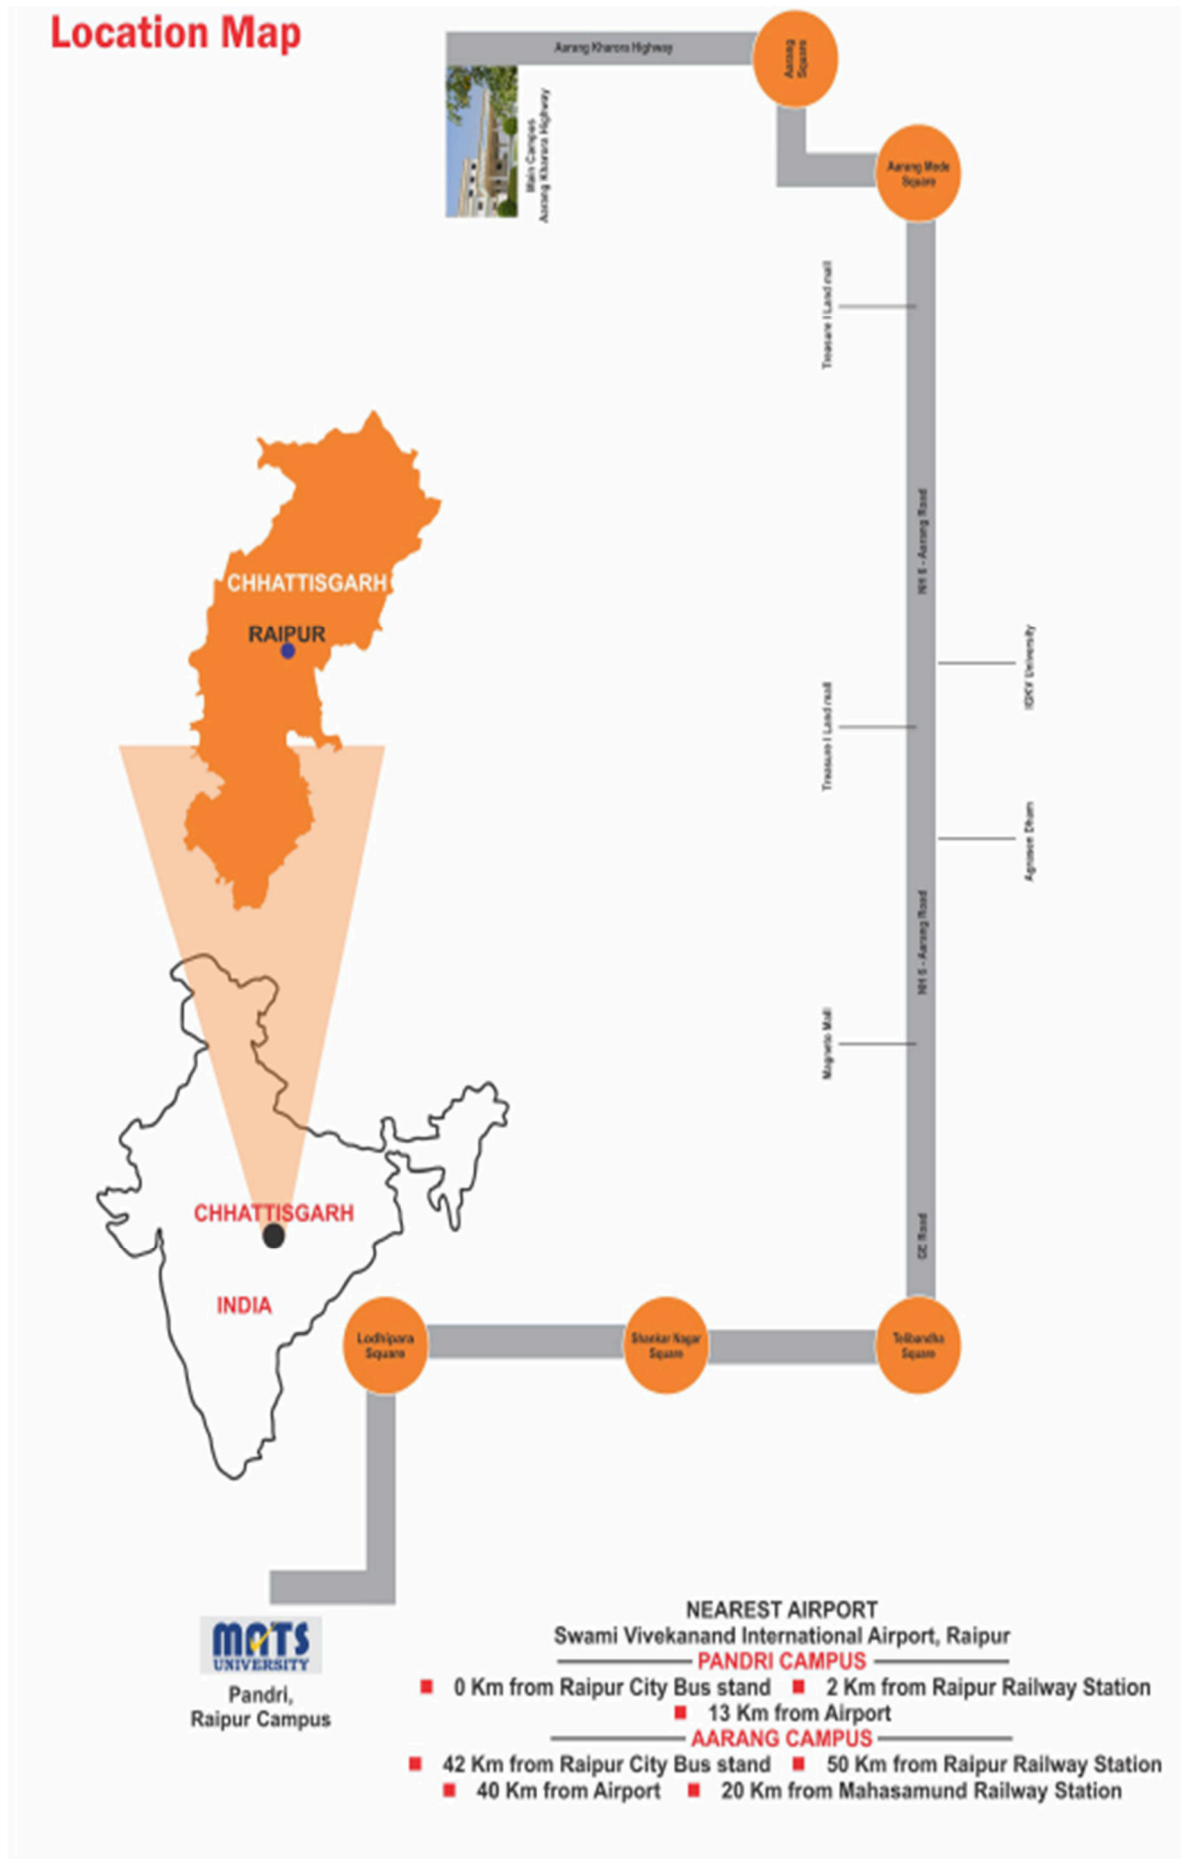 Location Map
Aarang Kharora Highway
Aarang
Square
Main Campus
Aarang Kharora Highway
Aarang Mode
Square
Treasure I Land mall
NH 6 - Aarang Road
IGKV University
Treasure I Land mall
Agrasen Dham
NH 6 - Aarang Road
Magneto Mall
GE Road
CHHATTISGARH
RAIPUR
CHHATTISGARH
INDIA
Lodhipara
Square
Shankar Nagar
Square
Telibandha
Square
MATS
UNIVERSITY
Pandri,
Raipur Campus
NEAREST AIRPORT
Swami Vivekanand International Airport, Raipur
PANDRI CAMPUS
0 Km from Raipur City Bus stand 2 Km from Raipur Railway Station
13 Km from Airport
AARANG CAMPUS
42 Km from Raipur City Bus stand 50 Km from Raipur Railway Station
40 Km from Airport 20 Km from Mahasamund Railway Station